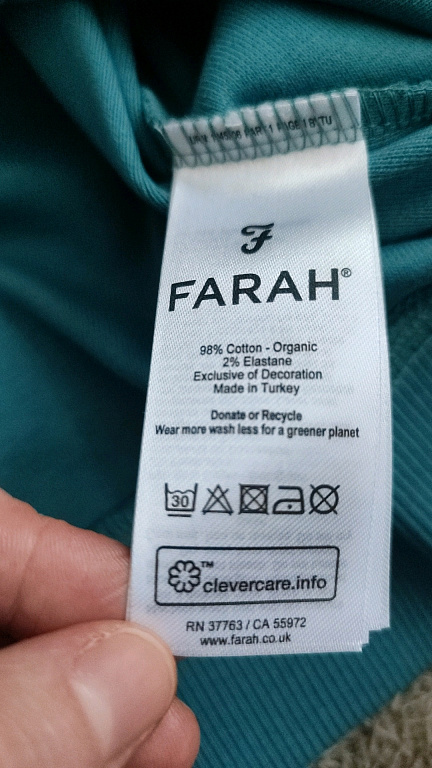 FARAH®
98% Cotton - Organic
2% Elastane
Exclusive of Decoration
Made in Turkey
Donate or Recycle
Wear more wash less for a greener planet
30
™
clevercare.info
RN 37763 / CA 55972
www.farah.co.uk